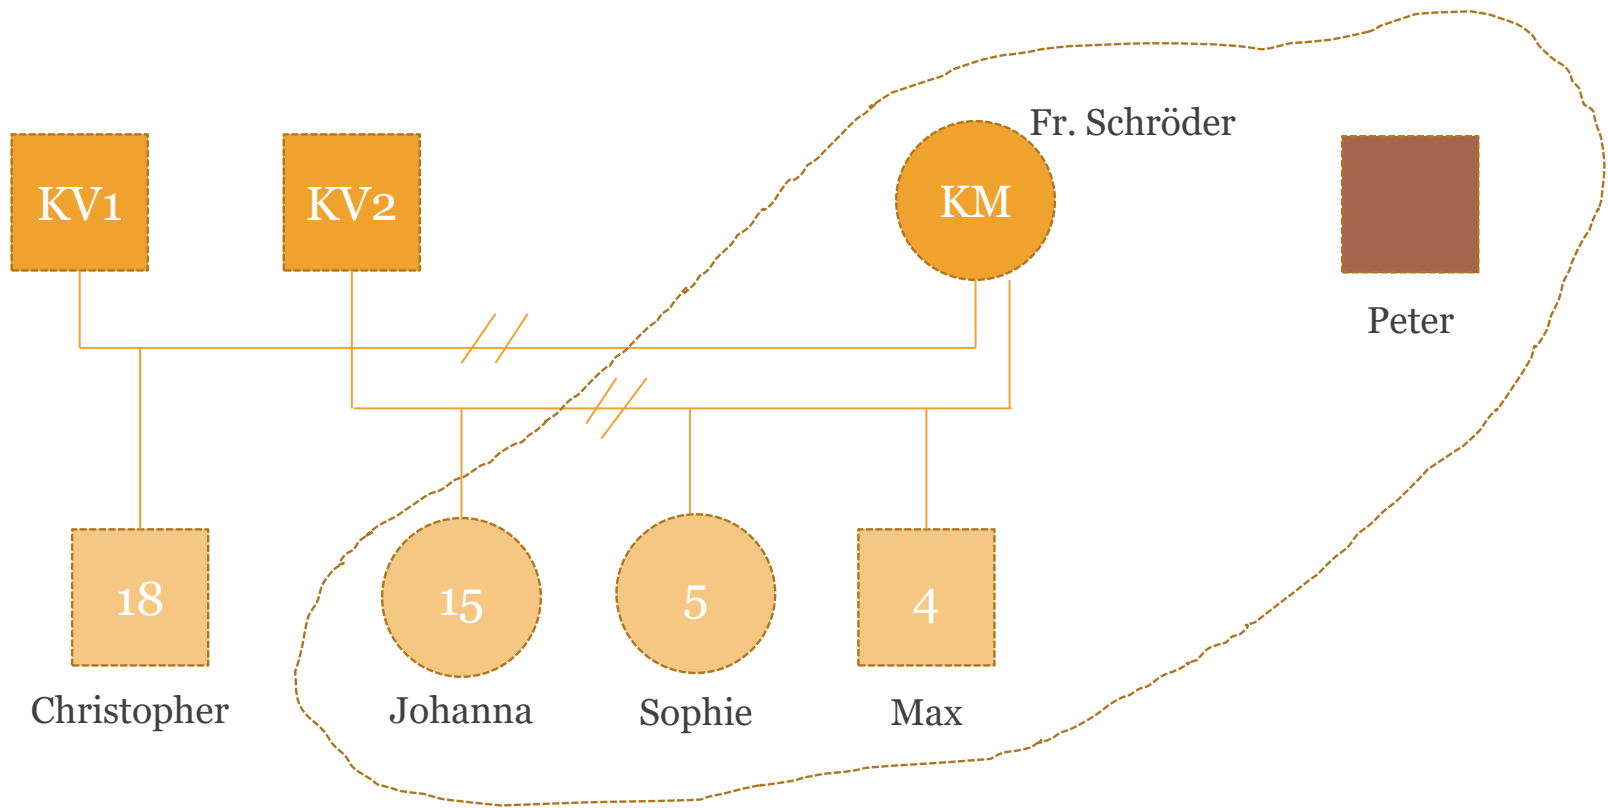 Fr. Schröder
KV1
KV2
KM
Peter
18
15
5
4
Christopher
Johanna
Sophie
Max